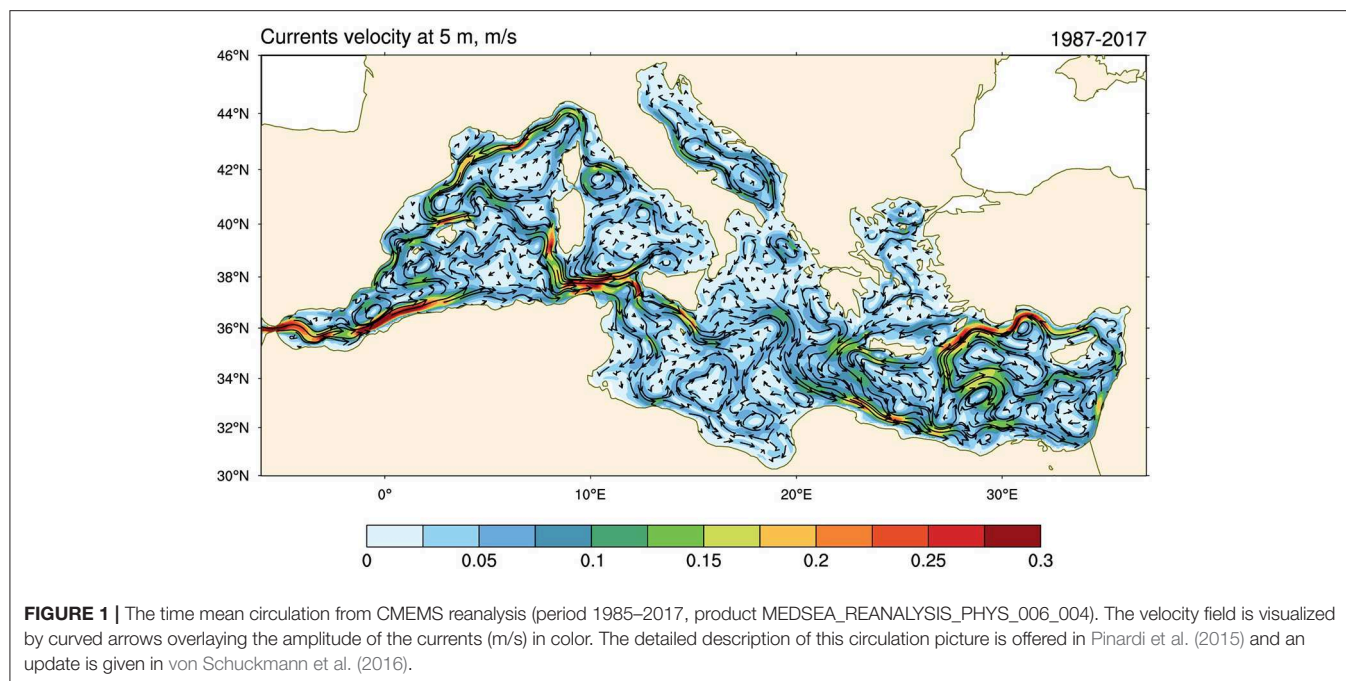 Currents velocity at 5 m, m/s 1987-2017
46°N
44°N
42°N
40°N
38°N
36°N
34°N
32°N
30°N
0° 10°E 20°E 30°E
0 0.05 0.1 0.15 0.2 0.25 0.3
FIGURE 1 | The time mean circulation from CMEMS reanalysis (period 1985–2017, product MEDSEA_REANALYSIS_PHYS_006_004). The velocity field is visualized
by curved arrows overlaying the amplitude of the currents (m/s) in color. The detailed description of this circulation picture is offered in Pinardi et al. (2015) and an
update is given in von Schuckmann et al. (2016).